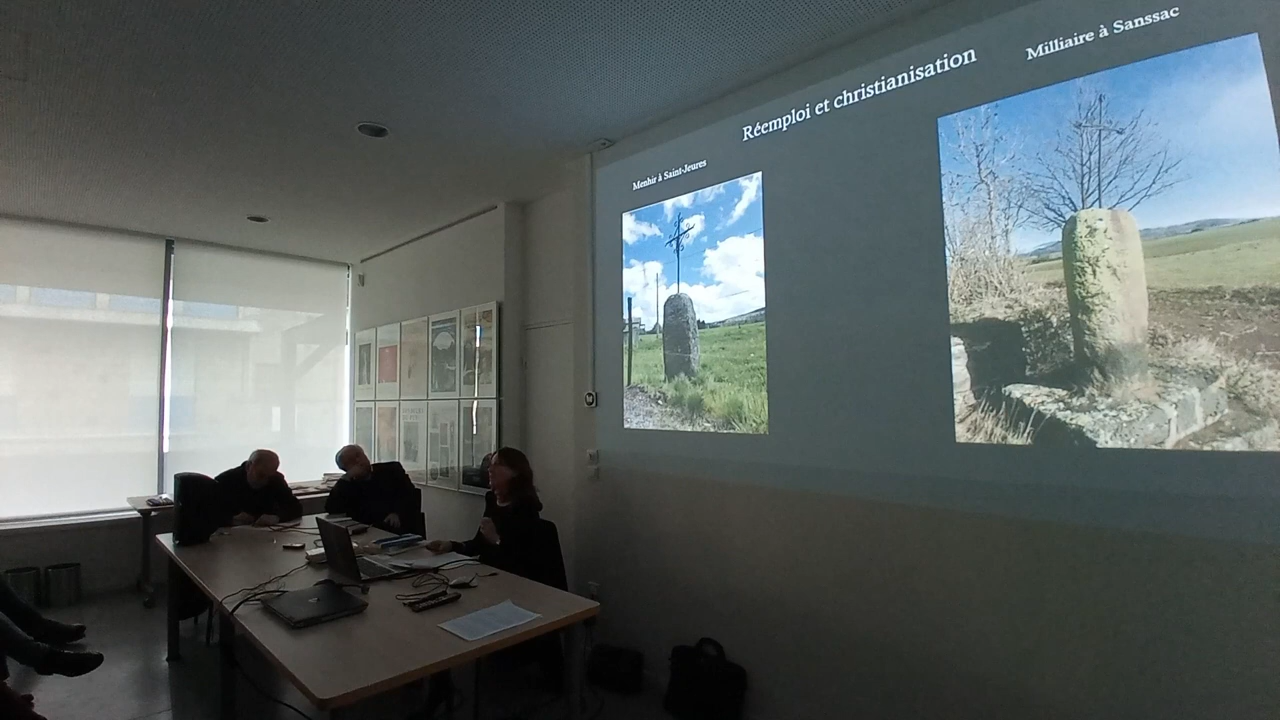 Réemploi et christianisation
Milliaire à Sanssac
Menhir à Saint-Jeures